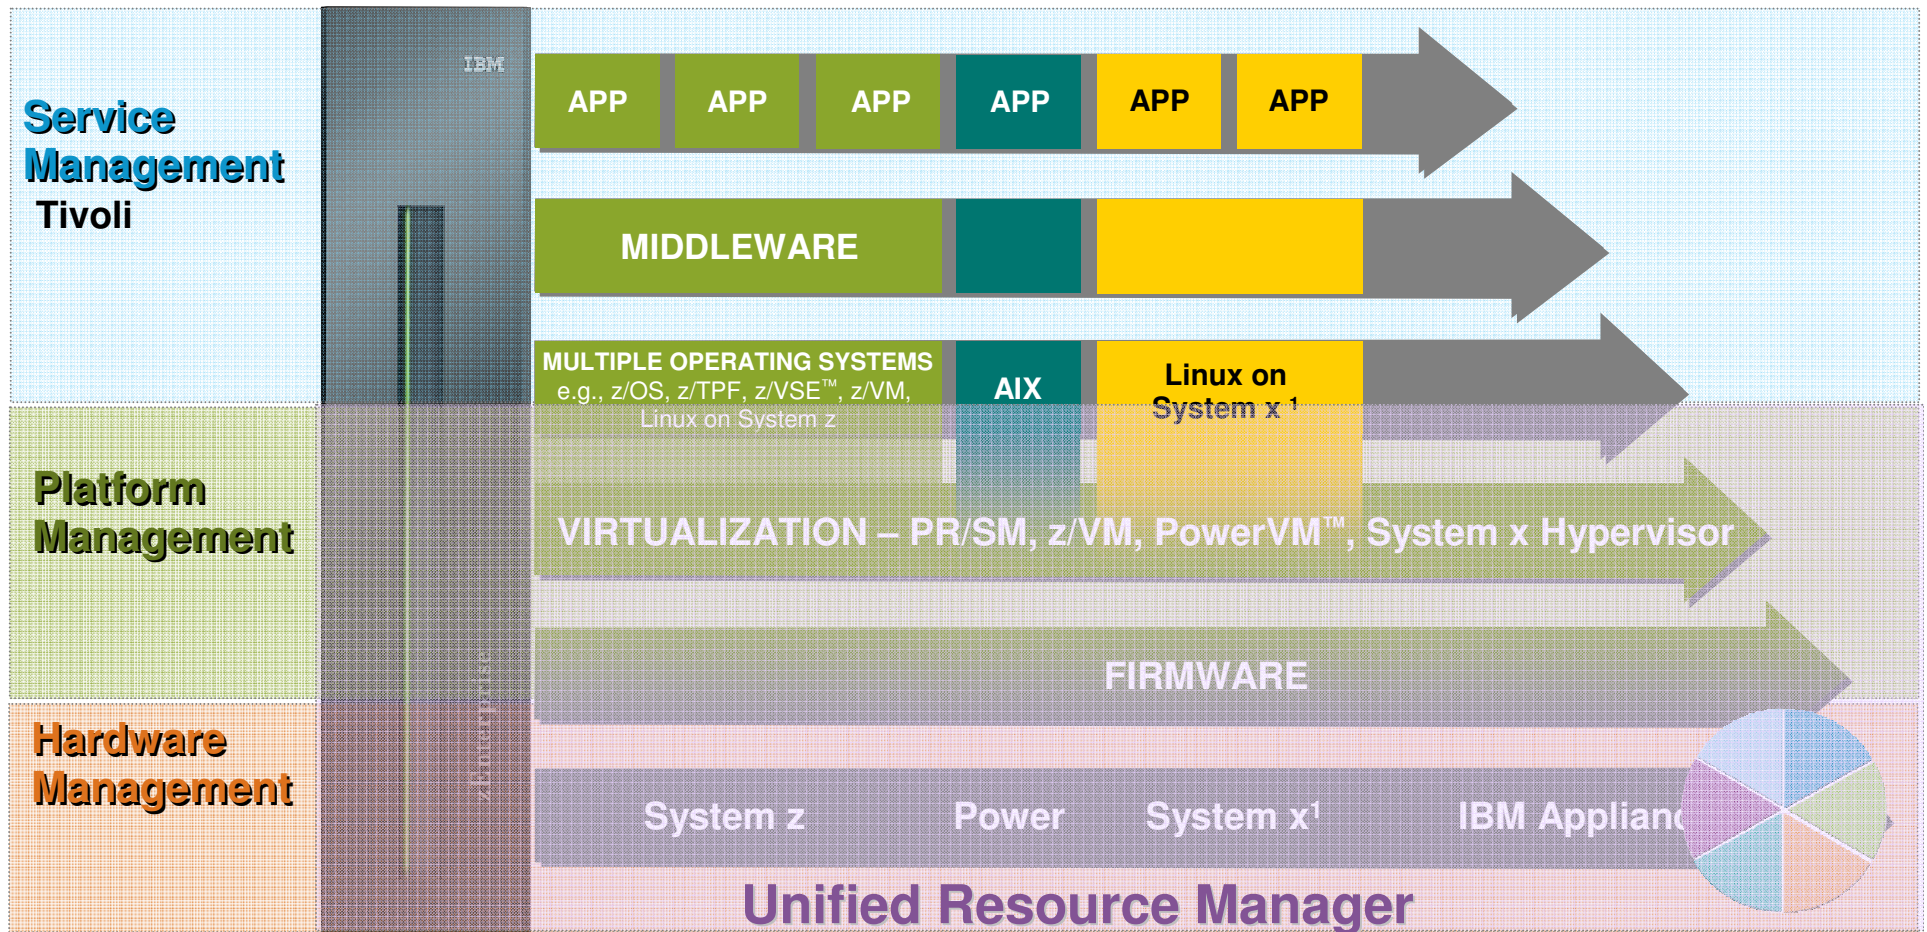 IBM
Service
Management
Tivoli
APP APP APP APP APP APP
MIDDLEWARE
MULTIPLE OPERATING SYSTEMS
e.g., z/OS, z/TPF, z/VSE™, z/VM,
Linux on System z
AIX
Linux on
System x 1
Platform
Management
VIRTUALIZATION – PR/SM, z/VM, PowerVM™, System x Hypervisor
FIRMWARE
zEnterprise
Hardware
Management
System z Power System x1 IBM Applianc
Unified Resource Manager